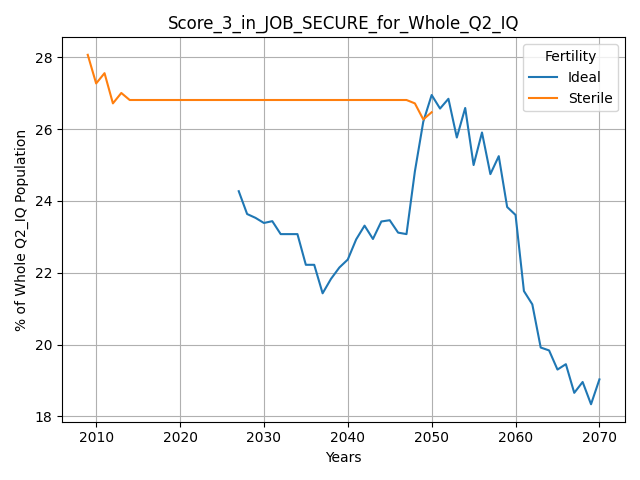 Score_3_in_JOB_SECURE_for_Whole_Q2_IQ
Fertility
Ideal
Sterile
% of Whole Q2_IQ Population
28
26
24
22
20
18
2010 2020 2030 2040 2050 2060 2070
Years